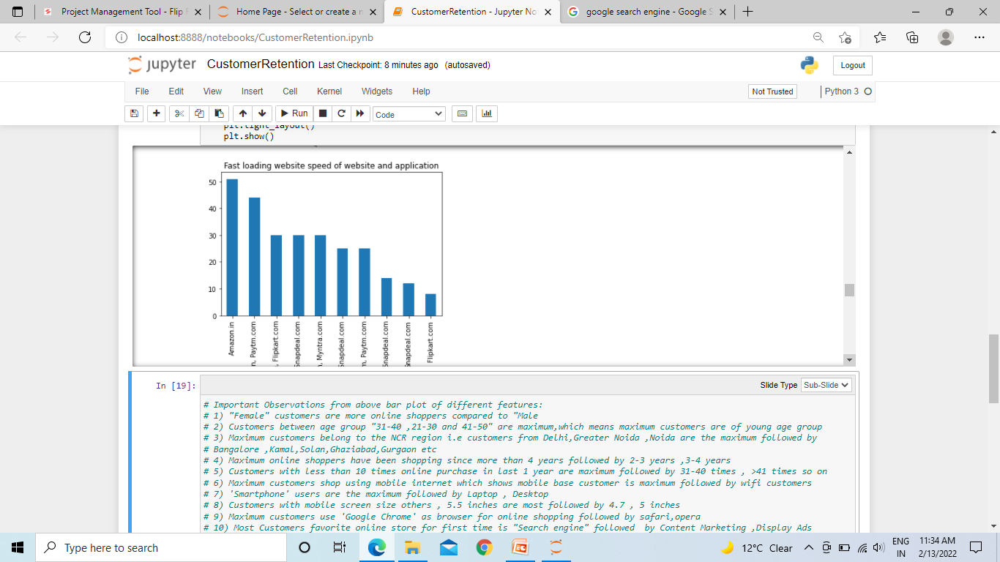 Project Management Tool - Flip
Home Page - Select or create a n
CustomerRetention - Jupyter No
google search engine - Google S
localhost:8888/notebooks/CustomerRetention.ipynb
jupyter CustomerRetention Last Checkpoint: 8 minutes ago (autosaved)
Logout
File Edit View Insert Cell Kernel Widgets Help
Not Trusted
Python 3
Run
Code
plt.tight_layout()
plt.show()
Fast loading website speed of website and application
50
40
30
20
10
0
Amazon.in
, Paytm.com
, Flipkart.com
Snapdeal.com
, Myntra.com
Snapdeal.com
, Paytm.com
Snapdeal.com
Snapdeal.com
Flipkart.com
In [19]:
Slide Type Sub-Slide
# Important Observations from above bar plot of different features:
# 1) "Female" customers are more online shoppers compared to "Male
# 2) Customers between age group "31-40 ,21-30 and 41-50" are maximum,which means maximum customers are of young age group
# 3) Maximum customers belong to the NCR region i.e customers from Delhi,Greater Noida ,Noida are the maximum followed by
# Bangalore ,Kamal,Solan,Ghaziabad,Gurgaon etc
# 4) Maximum online shoppers have been shopping since more than 4 years followed by 2-3 years ,3-4 years
# 5) Customers with less than 10 times online purchase in last 1 year are maximum followed by 31-40 times , >41 times so on
# 6) Maximum customers shop using mobile internet which shows mobile base customer is maximum followed by wifi customers
# 7) 'Smartphone' users are the maximum followed by Laptop , Desktop
# 8) Customers with mobile screen size others , 5.5 inches are most followed by 4.7 , 5 inches
# 9) Maximum customers use 'Google Chrome' as browser for online shopping followed by safari,opera
# 10) Most Customers favorite online store for first time is "Search engine" followed  by Content Marketing ,Display Ads
Type here to search
12°C Clear
ENG
IN
11:34 AM
2/13/2022